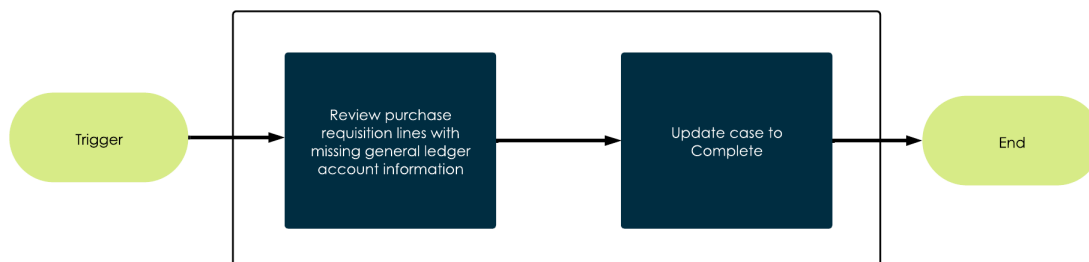 Trigger
Review purchase
requisition lines with
missing general ledger
account information
Update case to
Complete
End